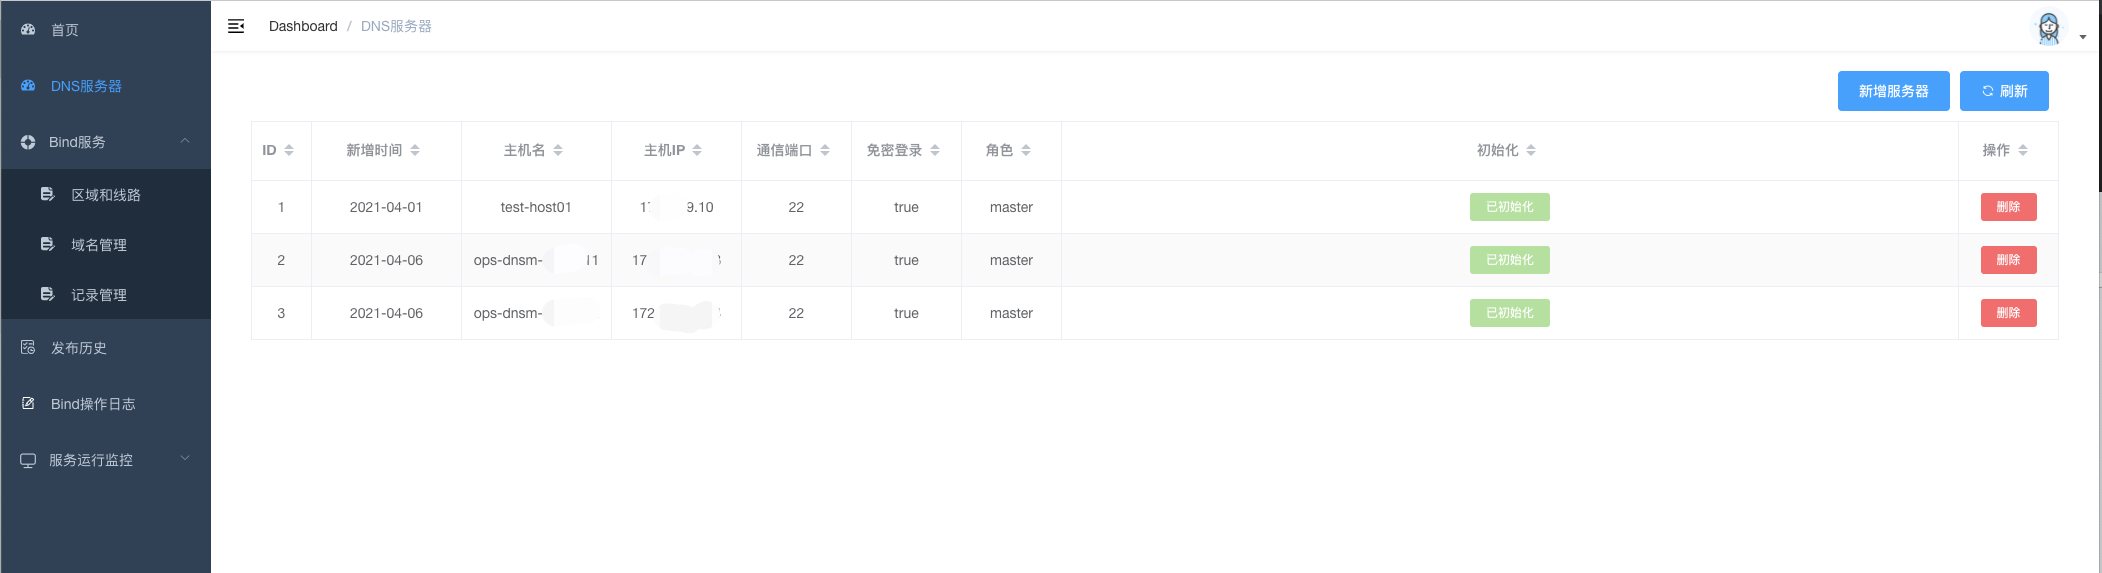 首页
DNS服务器
Bind服务
区域和线路
域名管理
记录管理
发布历史
Bind操作日志
服务运行监控
Dashboard / DNS服务器
新增服务器 刷新
ID 新增时间 主机名 主机IP 通信端口 免密登录 角色 初始化 操作
1 2021-04-01 test-host01 9.10 22 true master 已初始化 删除
2 2021-04-06 ops-dnsm- 11 17 22 true master 已初始化 删除
3 2021-04-06 ops-dnsm- 172 22 true master 已初始化 删除